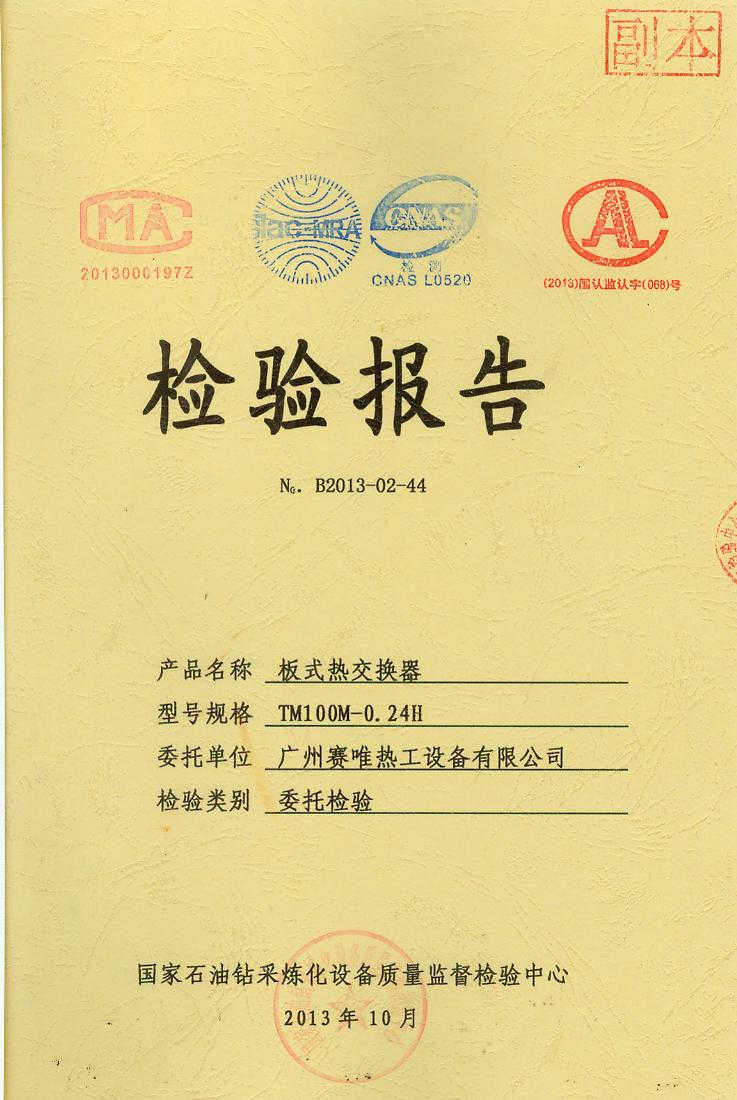 副本
MA
2013000197Z
ilac-MRA
CNAS
检测
CNAS L0520
AL
(2013)国认监认字(068)号
检验报告
No. B2013-02-44
产品名称 板式热交换器
型号规格 TM100M-0.24H
委托单位 广州赛唯热工设备有限公司
检验类别 委托检验
国家石油钻采炼化设备质量监督检验中心
2013 年 10 月